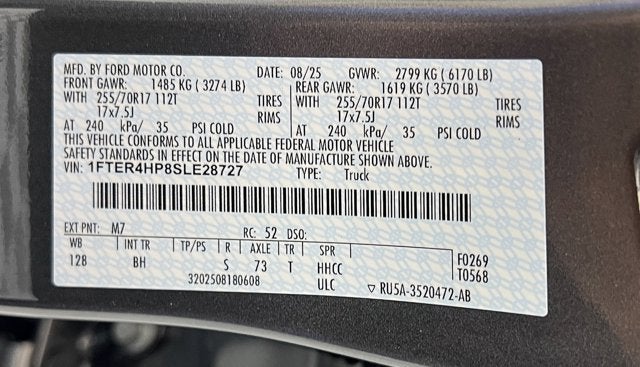 MFD. BY FORD MOTOR CO. DATE: 08/25 GVWR: 2799 KG ( 6170 LB)
FRONT GAWR: 1485 KG ( 3274 LB) REAR GAWR: 1619 KG ( 3570 LB)
WITH 255/70R17 112T TIRES WITH 255/70R17 112T TIRES
17x7.5J RIMS 17x7.5J RIMS
AT 240 kPa/ 35 PSI COLD AT 240 kPa/ 35 PSI COLD
THIS VEHICLE CONFORMS TO ALL APPLICABLE FEDERAL MOTOR VEHICLE
SAFETY STANDARDS IN EFFECT ON THE DATE OF MANUFACTURE SHOWN ABOVE.
VIN: 1FTER4HP8SLE28727 TYPE: Truck
EXT PNT: M7 RC: 52 DSO:
WB INT TR TP/PS R AXLE TR SPR F0269
128 BH S 73 T HHCC T0568
3202508180608 ULC ▽ RU5A-3520472-AB